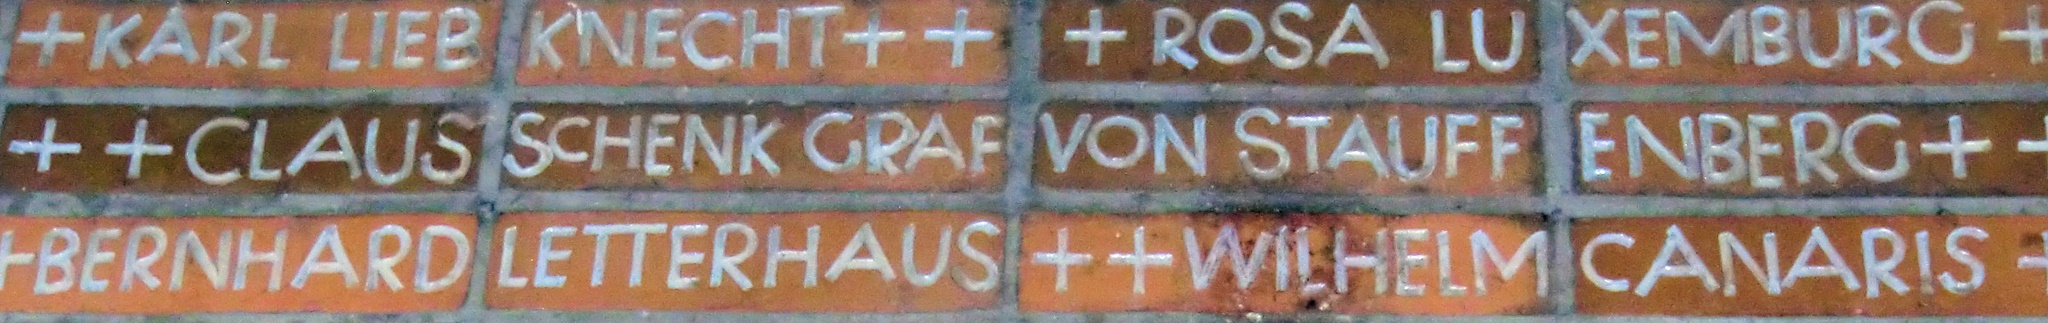 +KARL LIEBKNECHT++ +ROSA LUXEMBURG+
++CLAUS SCHENK GRAF VON STAUFFENBERG++
+BERNHARD LETTERHAUS ++WILHELM CANARIS +